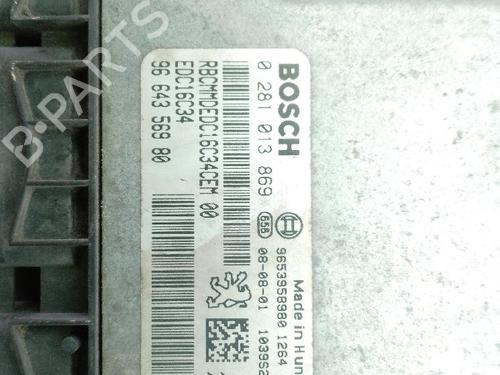 BOSCH
0 281 013 869
RBCMMDEDC16C34CEM 00
EDC16C34
96 643 569 80
656
9653958980 1264
08-08-01
Made in Hun
B-PARTS